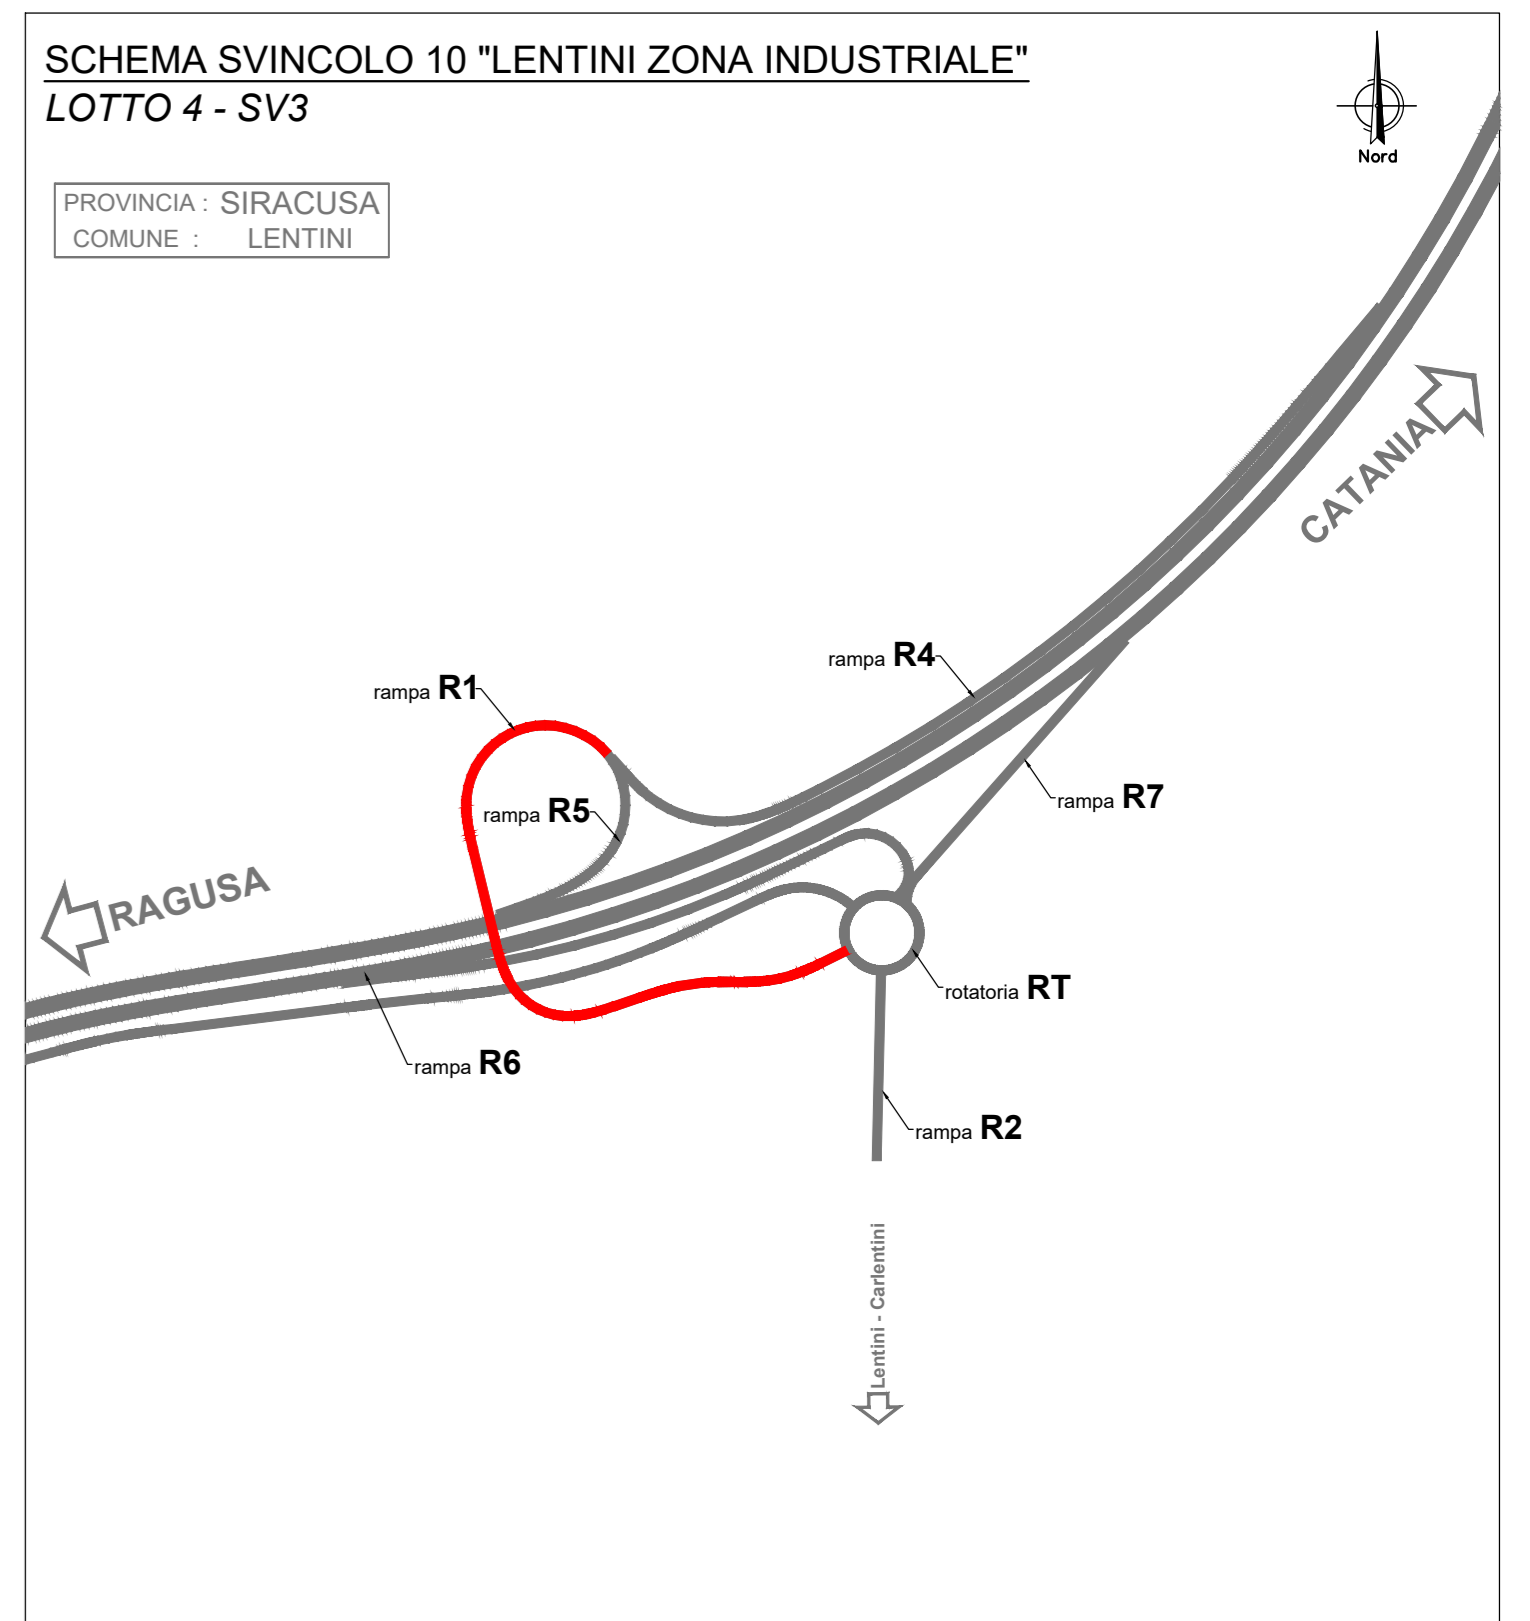 SCHEMA SVINCOLO 10 "LENTINI ZONA INDUSTRIALE"
LOTTO 4 - SV3
Nord
PROVINCIA : SIRACUSA
COMUNE : LENTINI
CATANIA
rampa R4
rampa R1
rampa R7
rampa R5
RAGUSA
rotatoria RT
rampa R6
rampa R2
Lentini - Carlentini